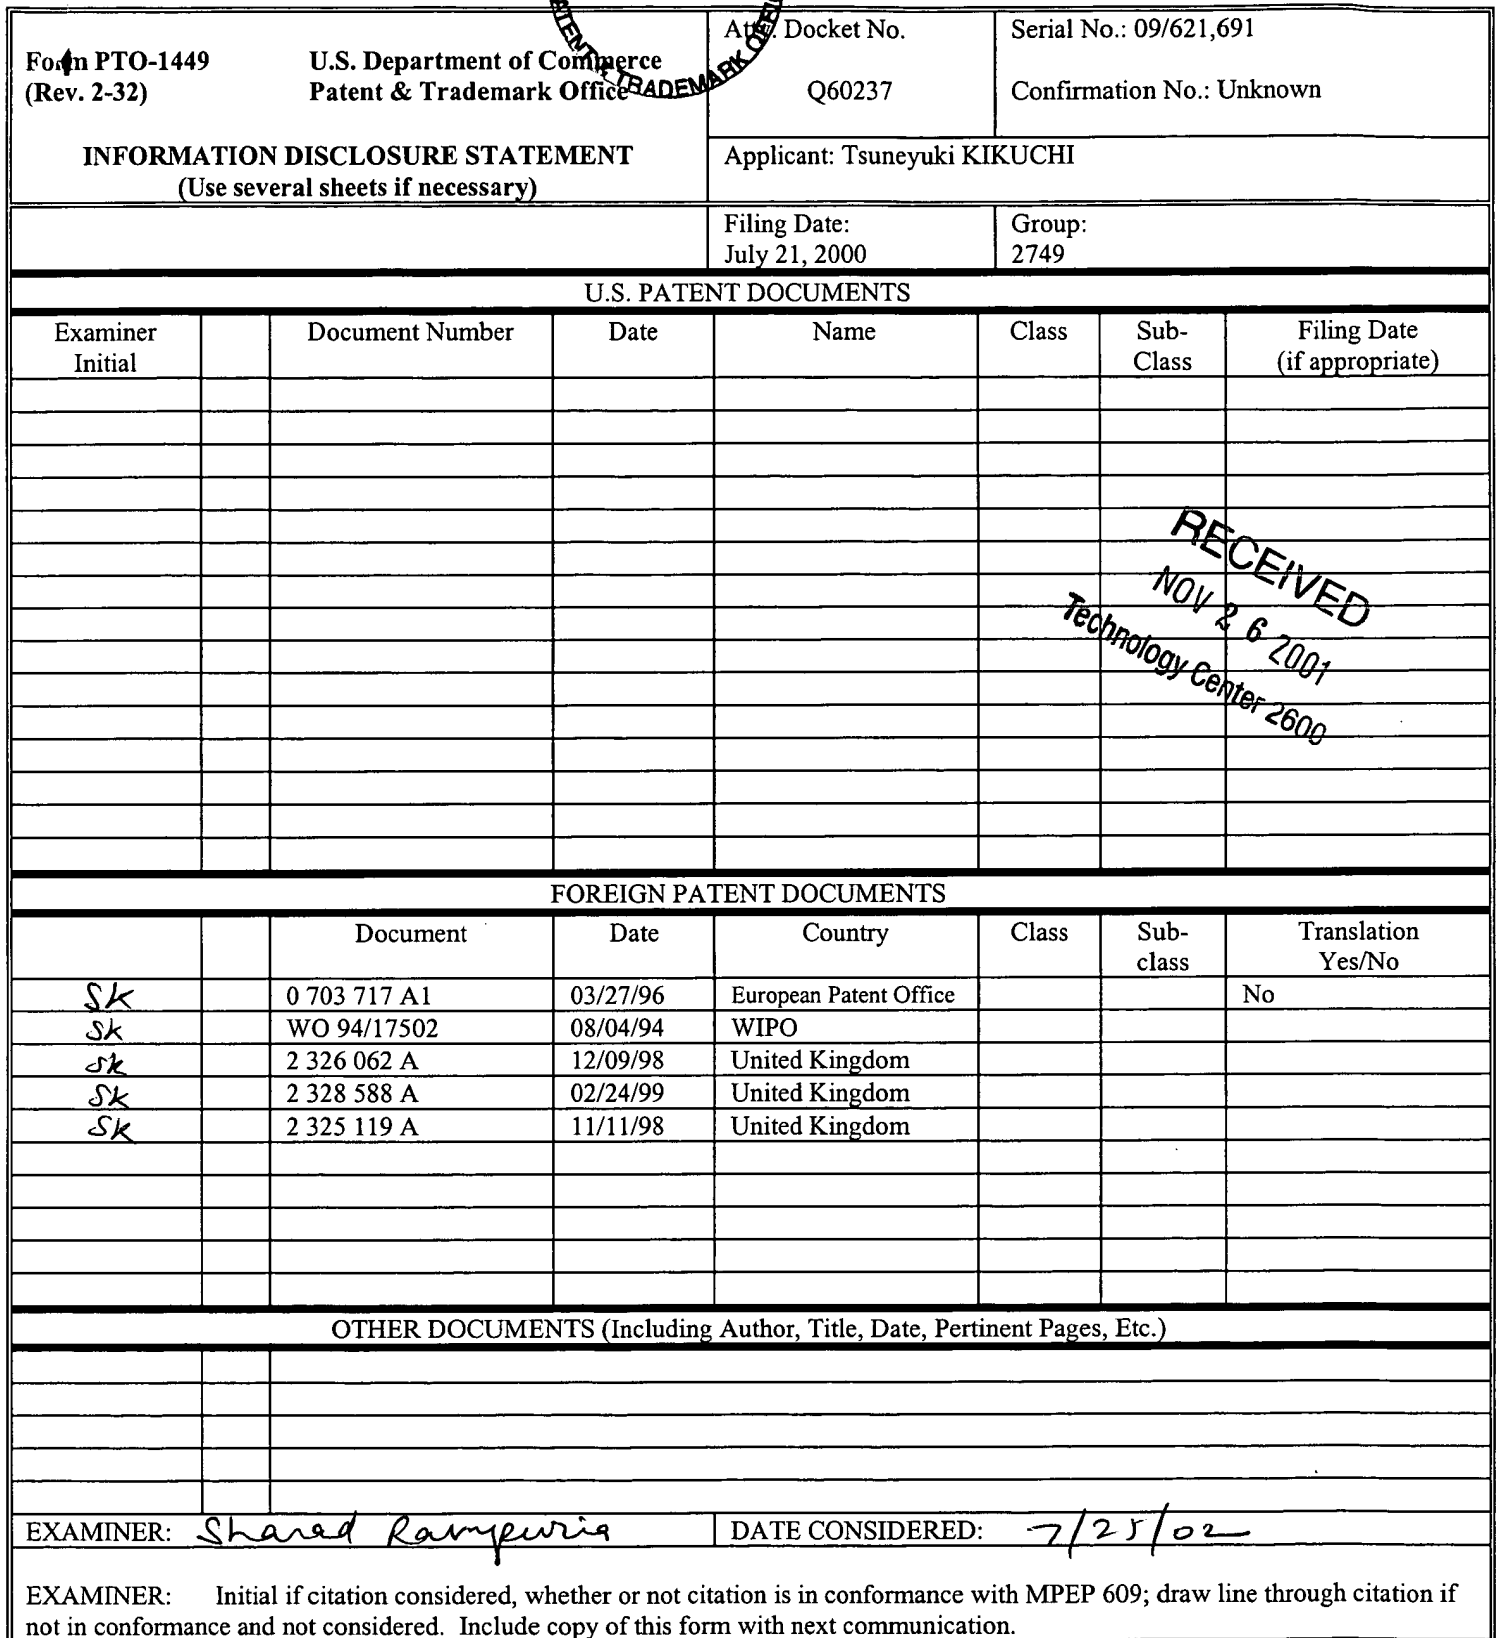 PATENT & TRADEMARK OFFICE
Form PTO-1449 U.S. Department of Commerce
(Rev. 2-32) Patent & Trademark Office
INFORMATION DISCLOSURE STATEMENT
(Use several sheets if necessary)
Docket No.
Q60237
Serial No.: 09/621,691
Confirmation No.: Unknown
Applicant: Tsuneyuki KIKUCHI
Filing Date:
July 21, 2000
Group:
2749
U.S. PATENT DOCUMENTS
Examiner Initial Document Number Date Name Class Sub-Class Filing Date (if appropriate)
RECEIVED
NOV 26 2001
Technology Center 2600
FOREIGN PATENT DOCUMENTS
Document Date Country Class Sub-class Translation Yes/No
SK 0 703 717 A1 03/27/96 European Patent Office No
SK WO 94/17502 08/04/94 WIPO
SK 2 326 062 A 12/09/98 United Kingdom
SK 2 328 588 A 02/24/99 United Kingdom
SK 2 325 119 A 11/11/98 United Kingdom
OTHER DOCUMENTS (Including Author, Title, Date, Pertinent Pages, Etc.)
EXAMINER: Sharad Rampuria DATE CONSIDERED: 7/25/02
EXAMINER: Initial if citation considered, whether or not citation is in conformance with MPEP 609; draw line through citation if
not in conformance and not considered. Include copy of this form with next communication.